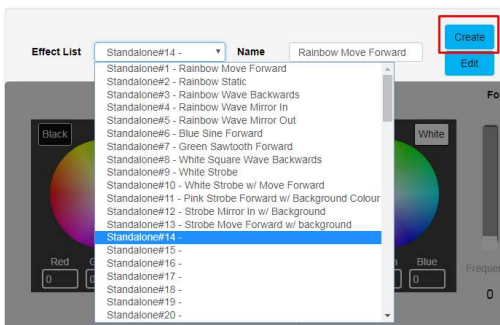 Create
Effect List Standalone#14 - Name Rainbow Move Forward
Edit
Standalone#1 - Rainbow Move Forward
Standalone#2 - Rainbow Static
Standalone#3 - Rainbow Wave Backwards
Standalone#4 - Rainbow Wave Mirror In
Standalone#5 - Rainbow Wave Mirror Out
Standalone#6 - Blue Sine Forward
Standalone#7 - Green Sawtooth Forward
Standalone#8 - White Square Wave Backwards
Standalone#9 - White Strobe
Standalone#10 - White Strobe w/ Move Forward
Standalone#11 - Pink Strobe Forward w/ Background Colour
Standalone#12 - Strobe Mirror In w/ Background
Standalone#13 - Strobe Move Forward w/ background
Standalone#14 -
Standalone#15 -
Standalone#16 -
Standalone#17 -
Standalone#18 -
Standalone#19 -
Standalone#20 -
Fo
Black
White
Red
Blue
Freque
0
0
0